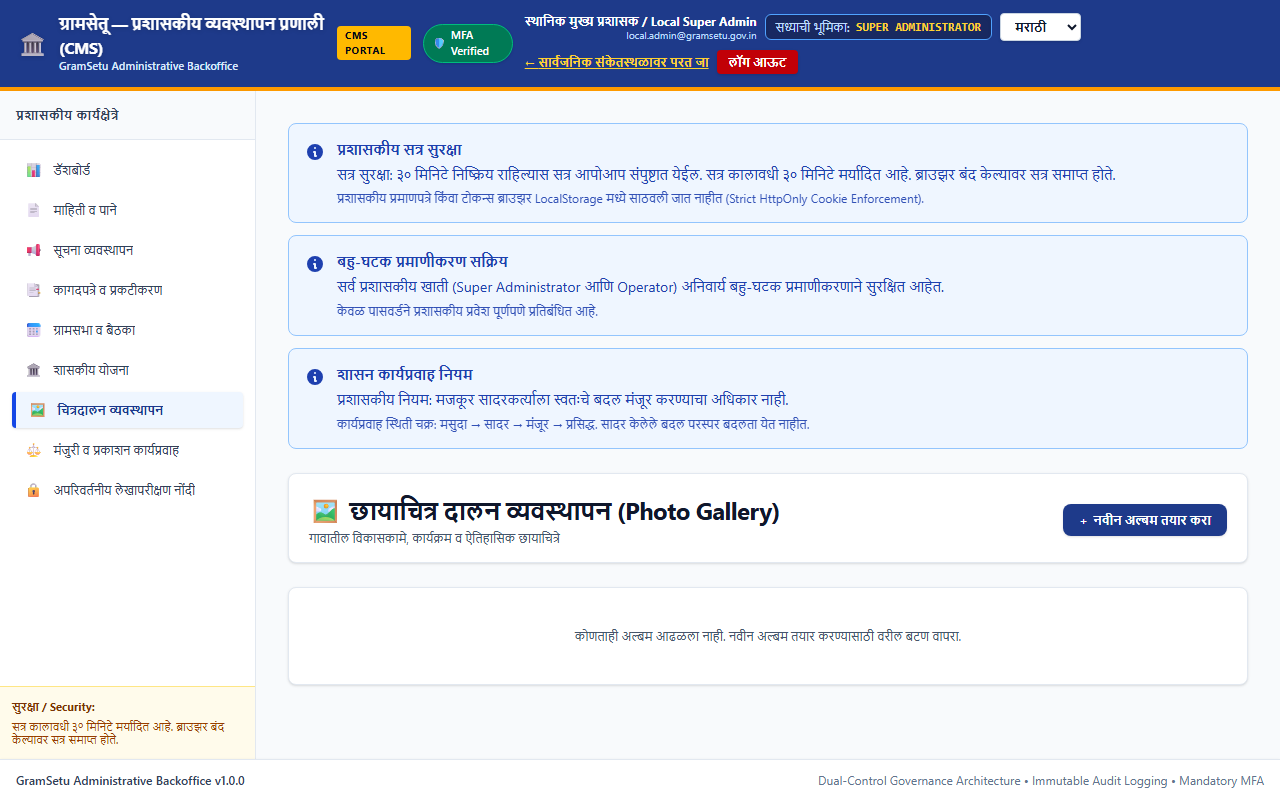 ग्रामसेतू — प्रशासकीय व्यवस्थापन प्रणाली
(CMS)
GramSetu Administrative Backoffice
CMS
PORTAL
MFA
Verified
स्थानिक मुख्य प्रशासक / Local Super Admin
local.admin@gramsetu.gov.in
सध्याची भूमिका: SUPER ADMINISTRATOR
मराठी
← सार्वजनिक संकेतस्थळावर परत जा
लॉग आऊट
प्रशासकीय कार्यक्षेत्रे
डॅशबोर्ड
माहिती व पाने
सूचना व्यवस्थापन
कागदपत्रे व प्रकटीकरण
ग्रामसभा व बैठका
शासकीय योजना
चित्रदालन व्यवस्थापन
मंजुरी व प्रकाशन कार्यप्रवाह
अपरिवर्तनीय लेखापरीक्षण नोंदी
सुरक्षा / Security:
सत्र कालावधी ३० मिनिटे मर्यादित आहे. ब्राउझर बंद
केल्यावर सत्र समाप्त होते.
प्रशासकीय सत्र सुरक्षा
सत्र सुरक्षा: ३० मिनिटे निष्क्रिय राहिल्यास सत्र आपोआप संपुष्टात येईल. सत्र कालावधी ३० मिनिटे मर्यादित आहे. ब्राउझर बंद केल्यावर सत्र समाप्त होते.
प्रशासकीय प्रमाणपत्रे किंवा टोकन्स ब्राउझर LocalStorage मध्ये साठवली जात नाहीत (Strict HttpOnly Cookie Enforcement).
बहु-घटक प्रमाणीकरण सक्रिय
सर्व प्रशासकीय खाती (Super Administrator आणि Operator) अनिवार्य बहु-घटक प्रमाणीकरणाने सुरक्षित आहेत.
केवळ पासवर्डने प्रशासकीय प्रवेश पूर्णपणे प्रतिबंधित आहे.
शासन कार्यप्रवाह नियम
प्रशासकीय नियम: मजकूर सादरकर्त्याला स्वतःचे बदल मंजूर करण्याचा अधिकार नाही.
कार्यप्रवाह स्थिती चक्र: मसुदा → सादर → मंजूर → प्रसिद्ध. सादर केलेले बदल परस्पर बदलता येत नाहीत.
छायाचित्र दालन व्यवस्थापन (Photo Gallery)
गावातील विकासकामे, कार्यक्रम व ऐतिहासिक छायाचित्रे
+ नवीन अल्बम तयार करा
कोणताही अल्बम आढळला नाही. नवीन अल्बम तयार करण्यासाठी वरील बटण वापरा.
GramSetu Administrative Backoffice v1.0.0
Dual-Control Governance Architecture • Immutable Audit Logging • Mandatory MFA